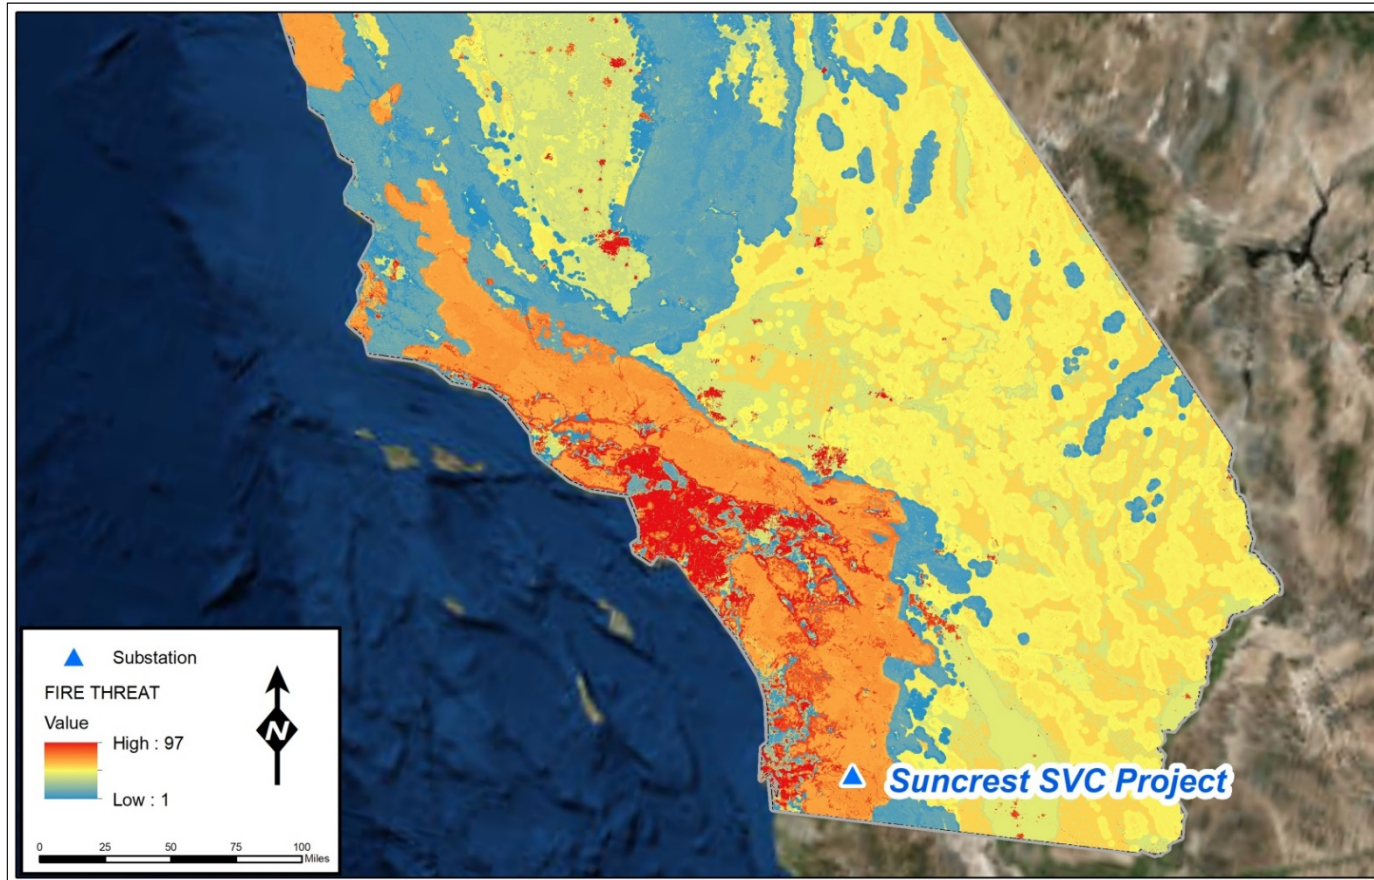 Suncrest SVC Project
Substation
FIRE THREAT
Value
High : 97
Low : 1
N
0 25 50 75 100
Miles